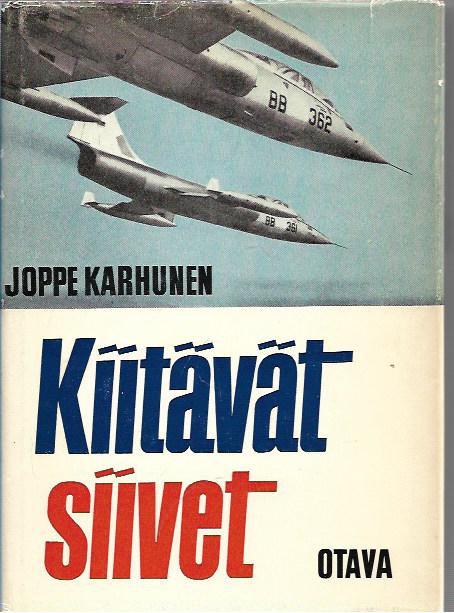 BB 362
BB 361
JOPPE KARHUNEN
Kiitävät
siivet
OTAVA